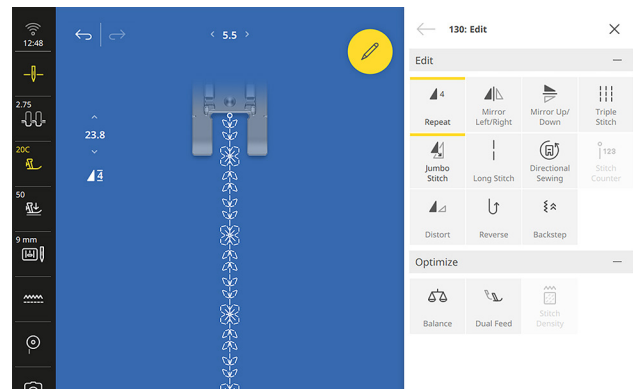 12:48
2.75
20C
50
9 mm
5.5
23.8
4
130: Edit
Edit
4
Repeat
Mirror
Left/Right
Mirror Up/
Down
Triple
Stitch
Jumbo
Stitch
Long Stitch
Directional
Sewing
123
Stitch
Counter
Distort
Reverse
Backstep
Optimize
Balance
Dual Feed
Stitch
Density